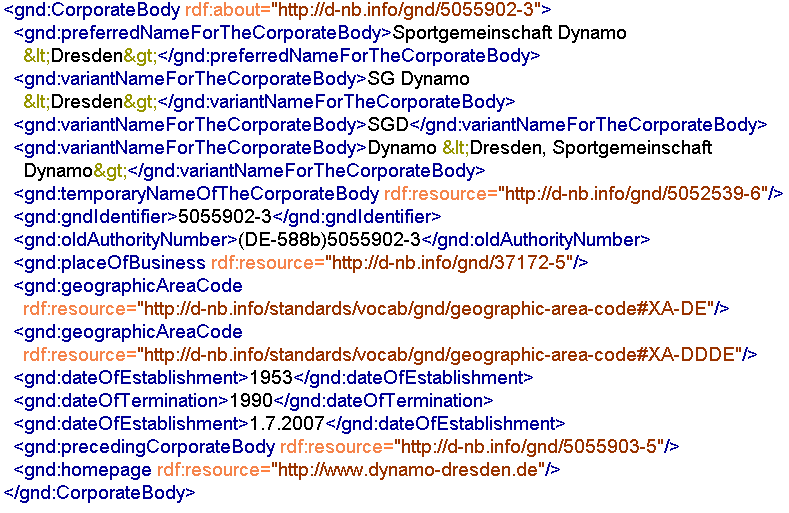 <gnd:CorporateBody rdf:about="http://d-nb.info/gnd/5055902-3">
<gnd:preferredNameForTheCorporateBody>Sportgemeinschaft Dynamo
&lt;Dresden&gt;</gnd:preferredNameForTheCorporateBody>
<gnd:variantNameForTheCorporateBody>SG Dynamo
&lt;Dresden&gt;</gnd:variantNameForTheCorporateBody>
<gnd:variantNameForTheCorporateBody>SGD</gnd:variantNameForTheCorporateBody>
<gnd:variantNameForTheCorporateBody>Dynamo &lt;Dresden, Sportgemeinschaft
Dynamo&gt;</gnd:variantNameForTheCorporateBody>
<gnd:temporaryNameOfTheCorporateBody rdf:resource="http://d-nb.info/gnd/5052539-6"/>
<gnd:gndIdentifier>5055902-3</gnd:gndIdentifier>
<gnd:oldAuthorityNumber>(DE-588b)5055902-3</gnd:oldAuthorityNumber>
<gnd:placeOfBusiness rdf:resource="http://d-nb.info/gnd/37172-5"/>
<gnd:geographicAreaCode
rdf:resource="http://d-nb.info/standards/vocab/gnd/geographic-area-code#XA-DE"/>
<gnd:geographicAreaCode
rdf:resource="http://d-nb.info/standards/vocab/gnd/geographic-area-code#XA-DDDE"/>
<gnd:dateOfEstablishment>1953</gnd:dateOfEstablishment>
<gnd:dateOfTermination>1990</gnd:dateOfTermination>
<gnd:dateOfEstablishment>1.7.2007</gnd:dateOfEstablishment>
<gnd:precedingCorporateBody rdf:resource="http://d-nb.info/gnd/5055903-5"/>
<gnd:homepage rdf:resource="http://www.dynamo-dresden.de"/>
</gnd:CorporateBody>